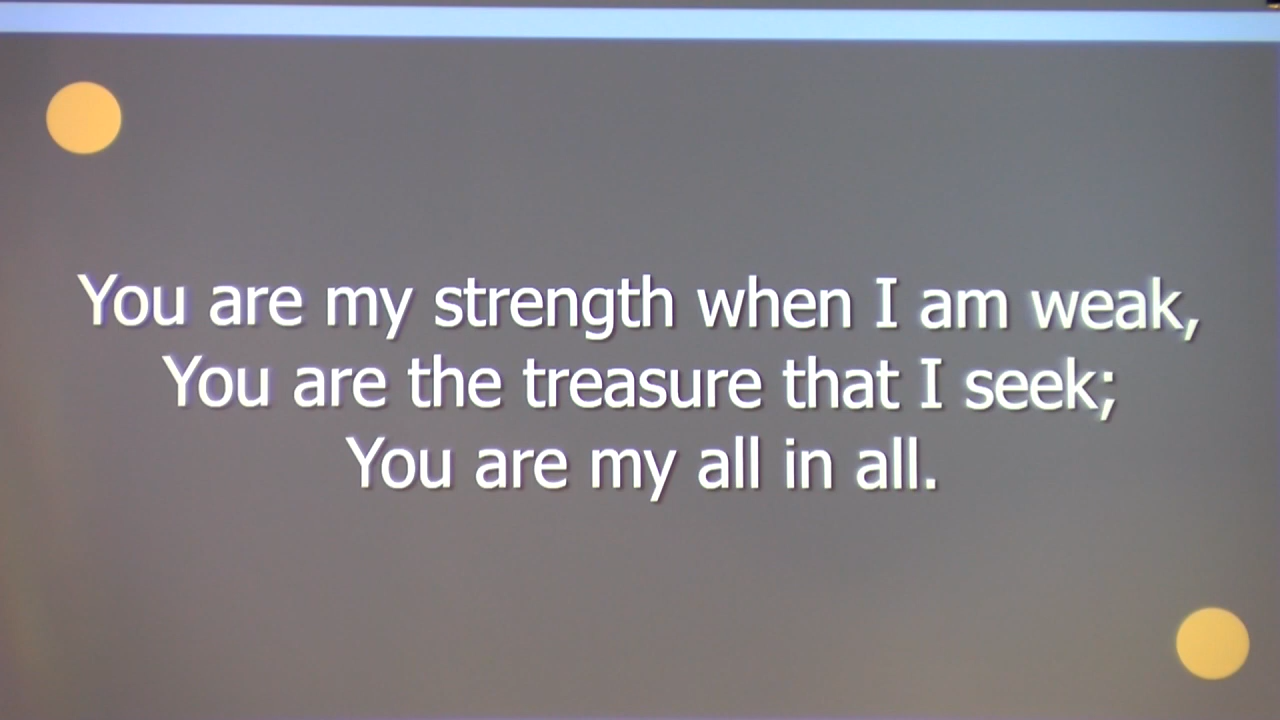 You are my strength when I am weak,
You are the treasure that I seek;
You are my all in all.